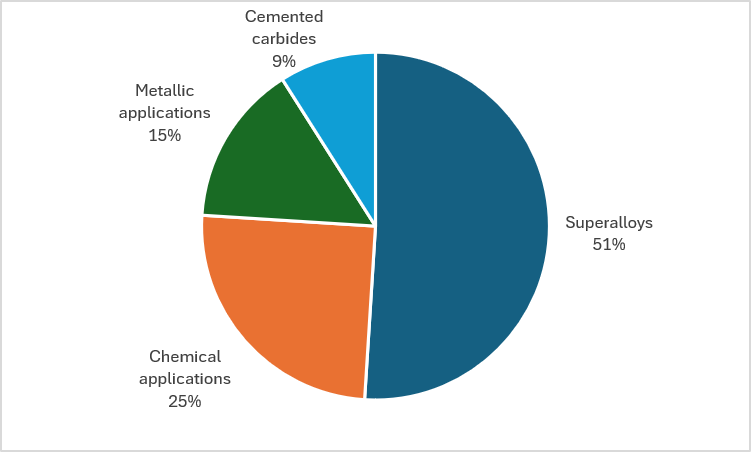 Cemented
carbides
9%
Metallic
applications
15%
Superalloys
51%
Chemical
applications
25%